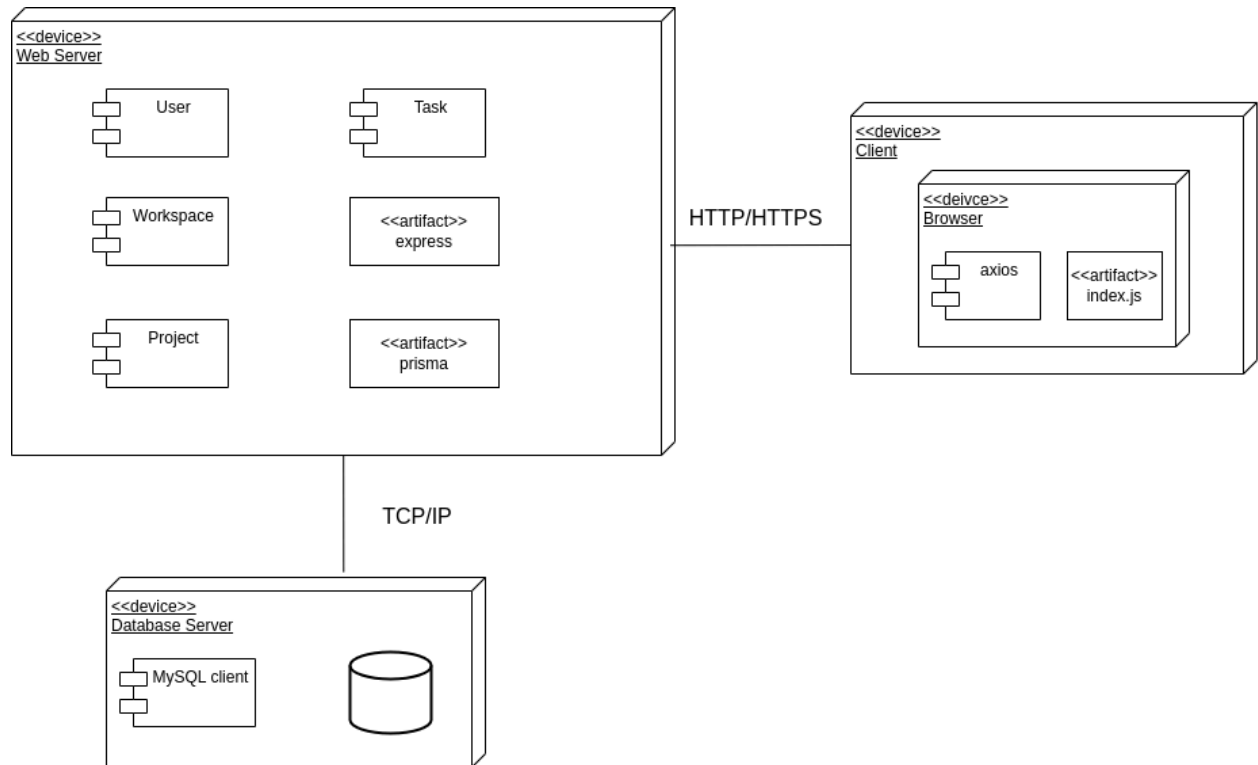 <<device>>
Web Server
User
Task
Workspace
<<artifact>>
express
Project
<<artifact>>
prisma
HTTP/HTTPS
<<device>>
Client
<<deivce>>
Browser
axios
<<artifact>>
index.js
TCP/IP
<<device>>
Database Server
MySQL client